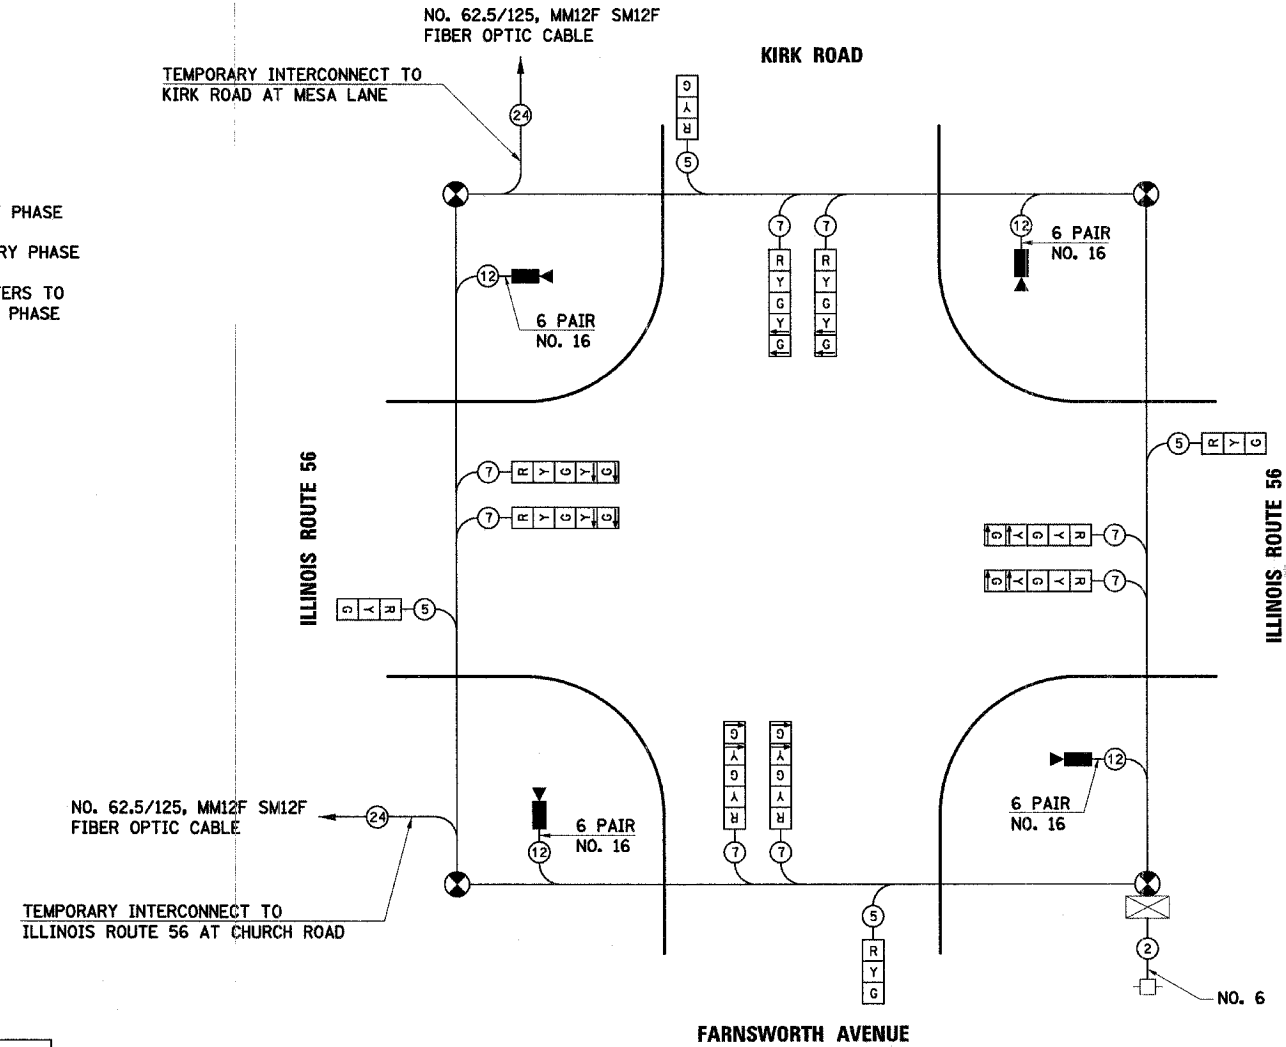 NO. 62.5/125, MM12F SM12F
FIBER OPTIC CABLE
KIRK ROAD
TEMPORARY INTERCONNECT TO
KIRK ROAD AT MESA LANE
24
R Y G
5
PHASE
RY PHASE
ERS TO
PHASE
7
R Y G Y G
7
R Y G Y G
12
6 PAIR
NO. 16
12
6 PAIR
NO. 16
ILLINOIS ROUTE 56
7
R Y G Y G
7
R Y G Y G
5
R Y G
5
R Y G
ILLINOIS ROUTE 56
7
R Y G Y G
7
R Y G Y G
NO. 62.5/125, MM12F SM12F
FIBER OPTIC CABLE
24
TEMPORARY INTERCONNECT TO
ILLINOIS ROUTE 56 AT CHURCH ROAD
6 PAIR
NO. 16
12
R Y G Y G
7
R Y G Y G
7
12
6 PAIR
NO. 16
5
R
Y
G
2
NO. 6
FARNSWORTH AVENUE